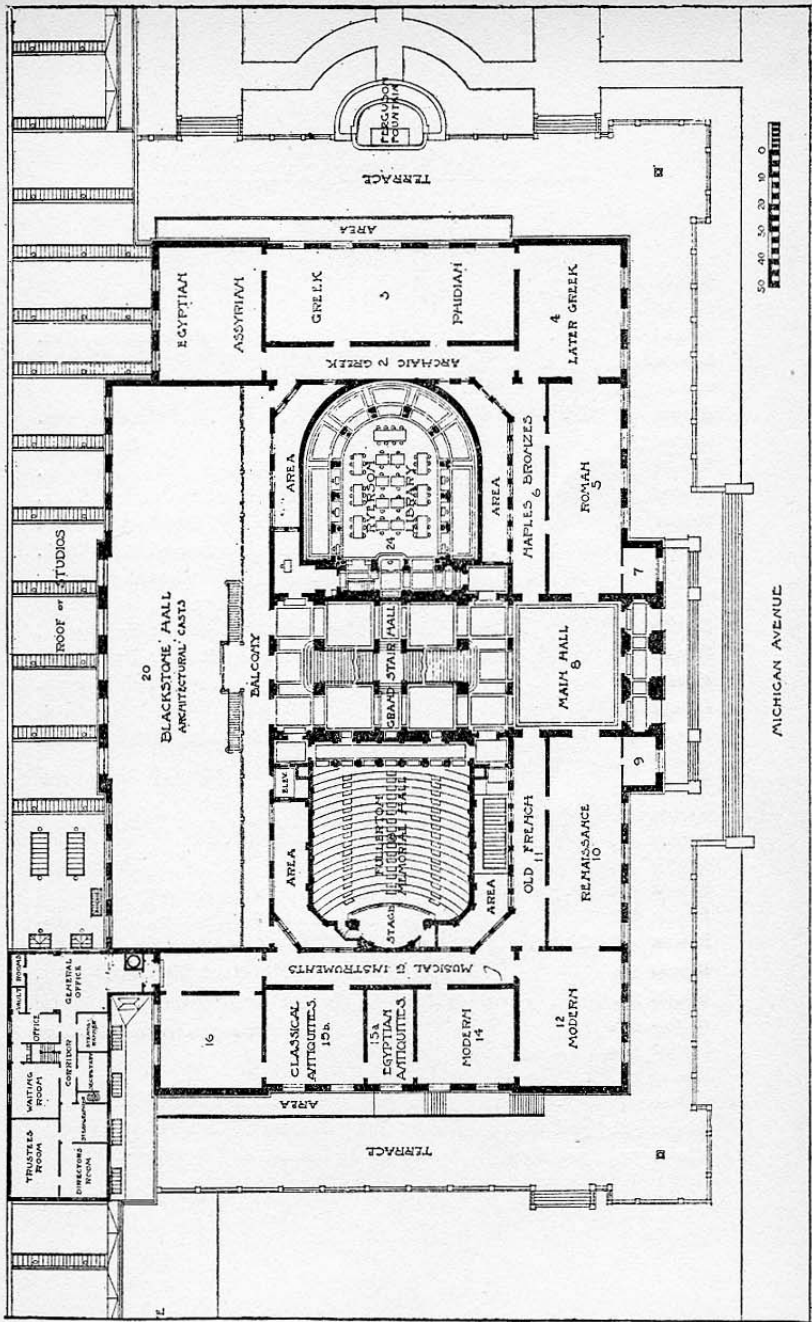 FERGUSON
FOUNTAIN
TERRACE
AREA
EGYPTIAN
ASSYRIAN
GREEK
3
PHIDIAN
4
LATER GREEK
ARCHAIC 2 GREEK
50 40 30 20 10 0
ROOF OF STUDIOS
20
BLACKSTONE HALL
ARCHITECTURAL CASTS
BALCONY
AREA
RYERSON
LIBRARY
24
AREA
MAPLES BRONZES
6
ROMAN
5
7
GRAND STAIR HALL
MAIN HALL
8
MICHIGAN AVENUE
ELEV.
AREA
FULLERTON
MEMORIAL HALL
STAGE
AREA
OLD FRENCH
11
RENAISSANCE
10
9
VAULT
ROOMS
GENERAL
OFFICE
OFFICE
CORRIDOR
WAITING
ROOM
TRUSTEES
ROOM
DIRECTORS
ROOM
MUSICAL INSTRUMENTS
16
CLASSICAL
ANTIQUITIES
15b
15a
EGYPTIAN
ANTIQUITIES
MODERN
14
12
MODERN
AREA
TERRACE